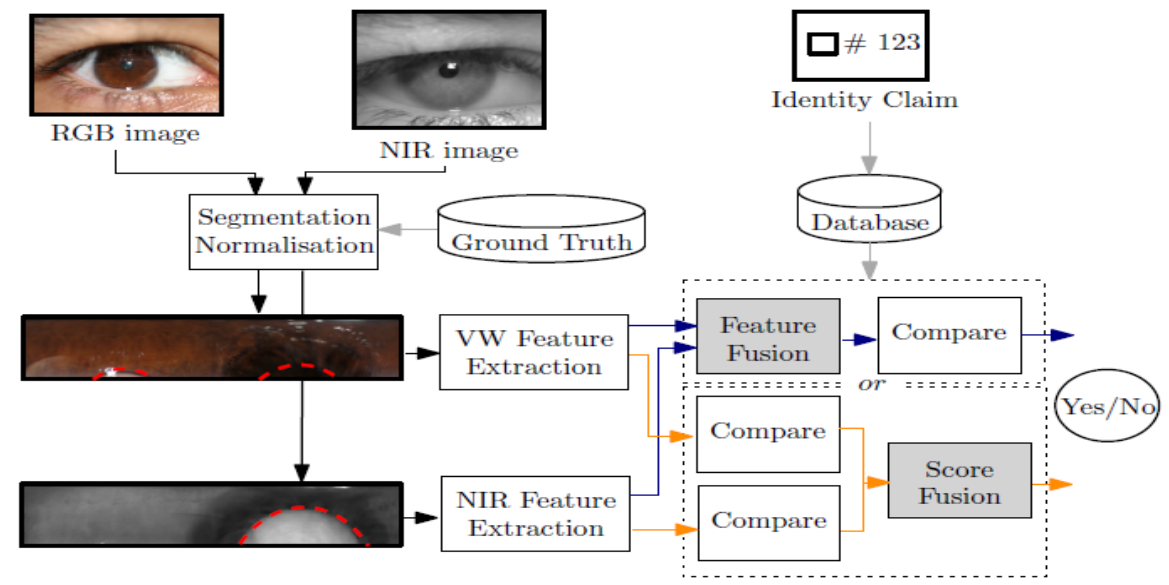 # 123
Identity Claim
RGB image
NIR image
Segmentation
Normalisation
Ground Truth
Database
VW Feature
Extraction
Feature
Fusion
Compare
or
Yes/No
Compare
Score
Fusion
NIR Feature
Extraction
Compare